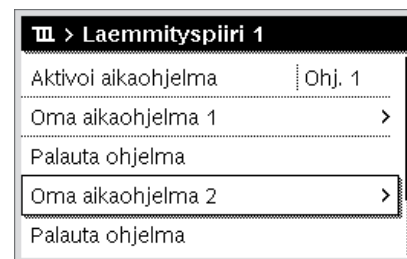 > Laemmityspiiri 1
Aktivoi aikaohjelma Ohj. 1
Oma aikaohjelma 1 >
Palauta ohjelma
Oma aikaohjelma 2 >
Palauta ohjelma